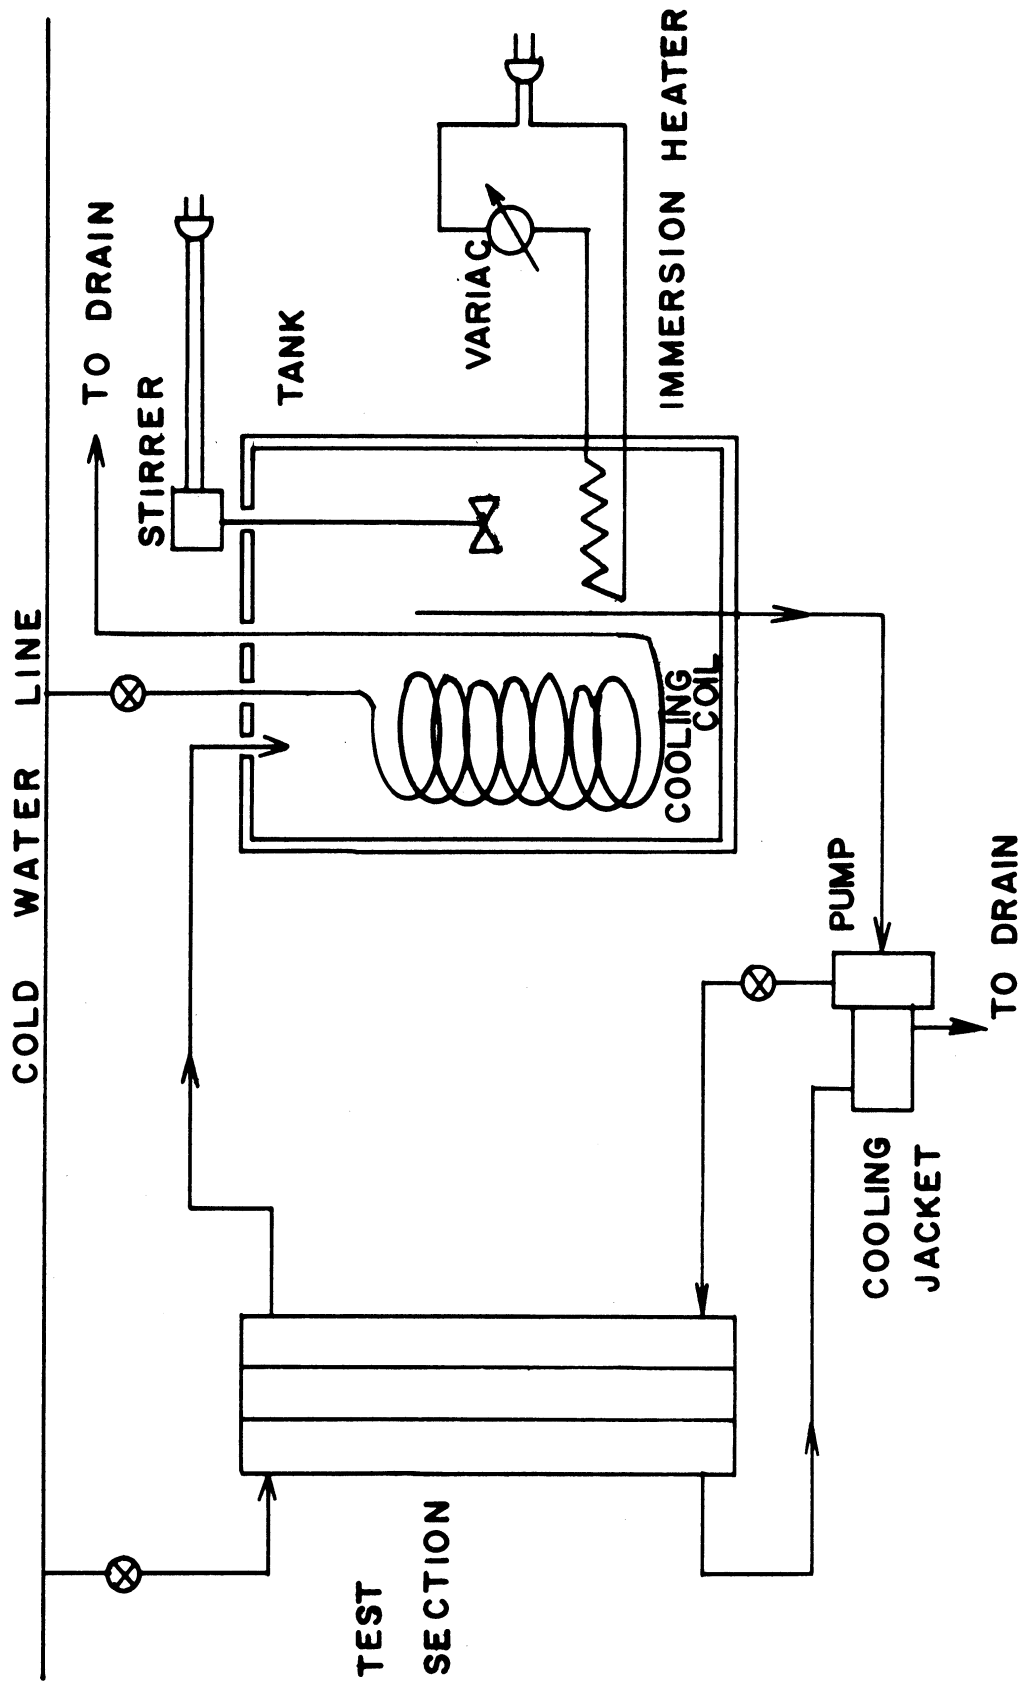 COLD WATER LINE
TO DRAIN
STIRRER
TANK
VARIAC
IMMERSION HEATER
COOLING
COIL
PUMP
TO DRAIN
COOLING
JACKET
TEST
SECTION